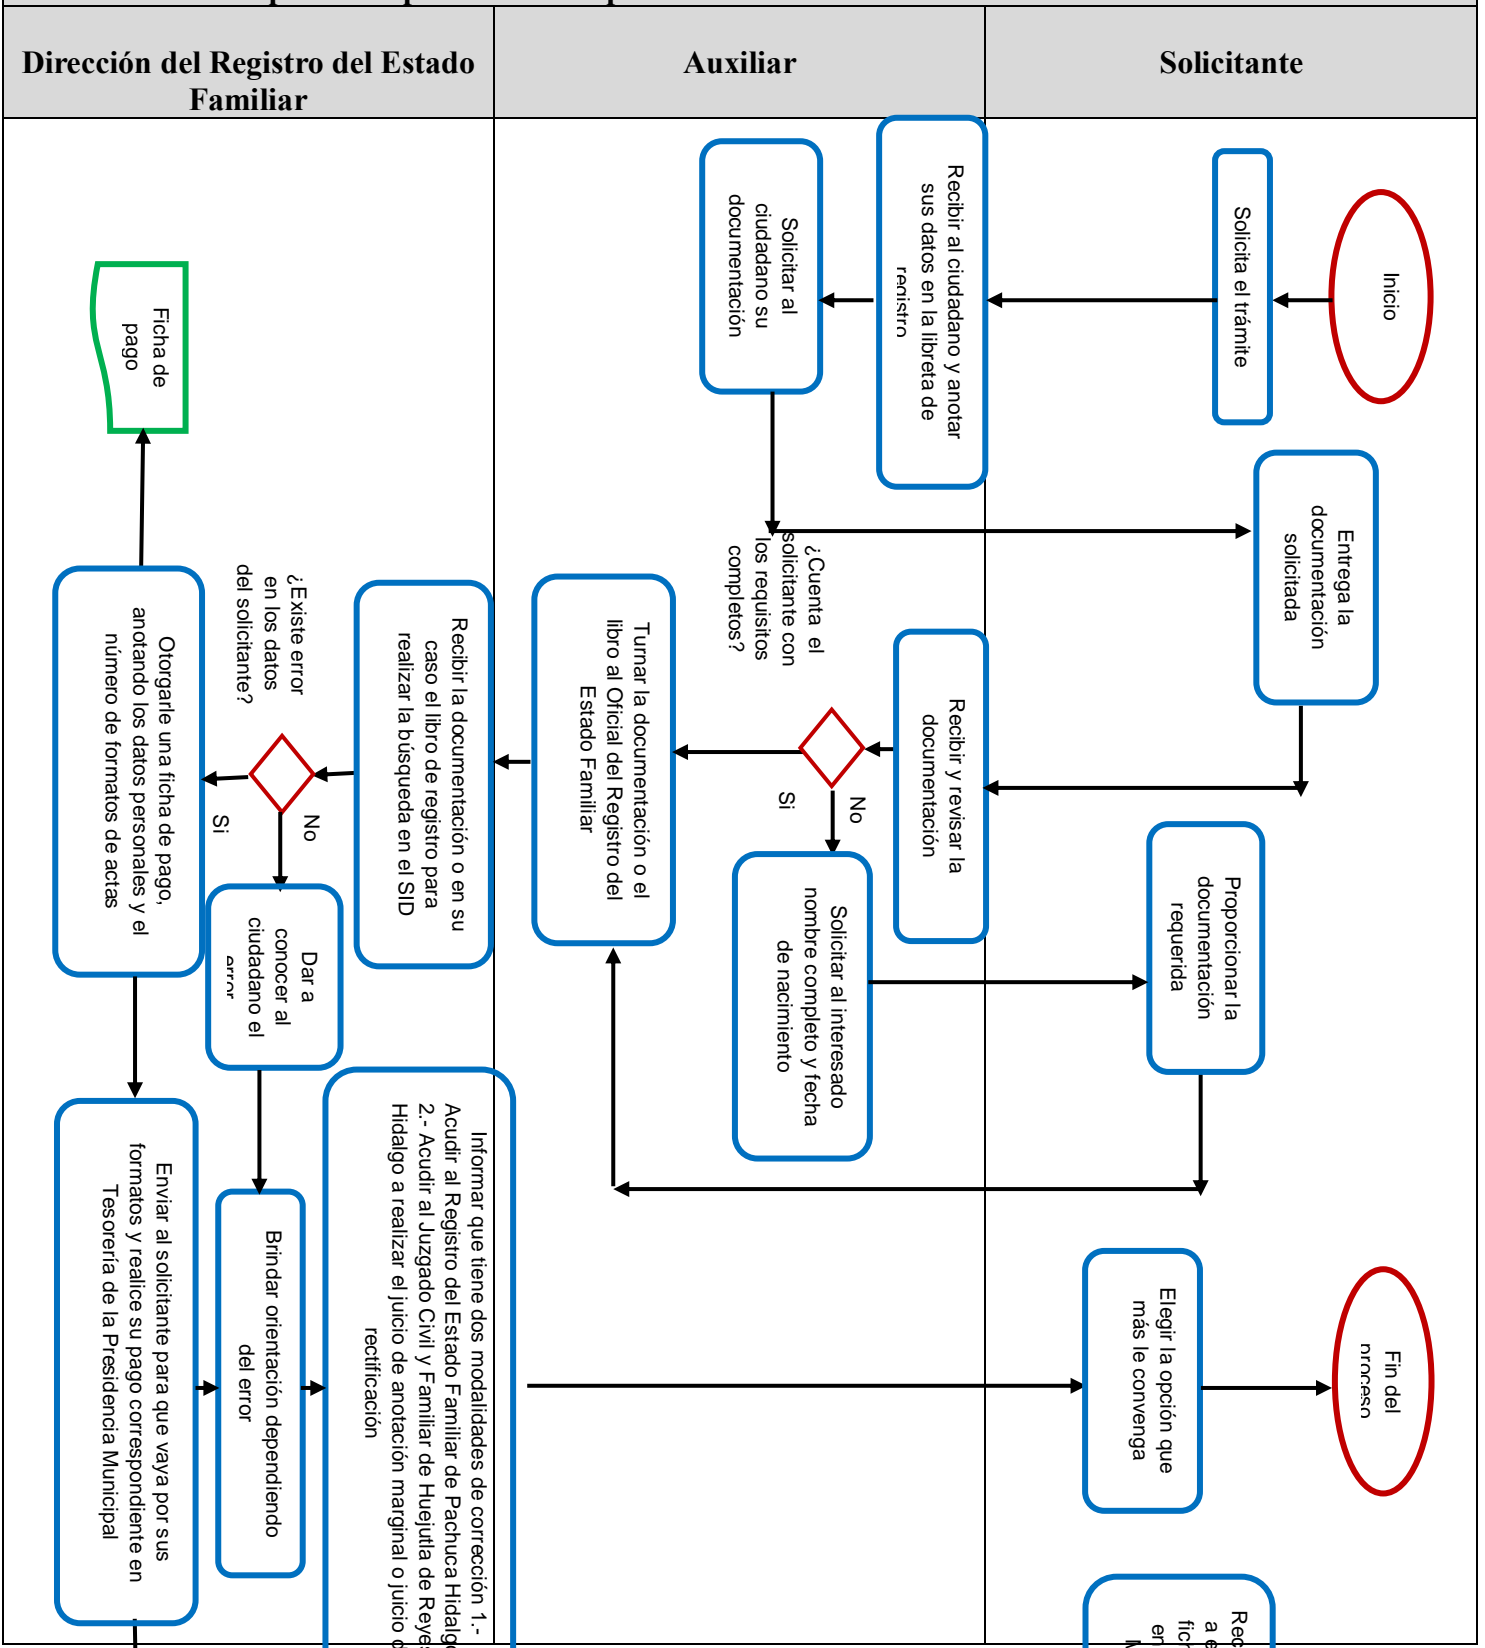 Dirección del Registro del Estado
Familiar
Auxiliar
Solicitante
Inicio
Solicita el trámite
Recibir al ciudadano y anotar
sus datos en la libreta de
registro
Solicitar al
ciudadano su
documentación
Entrega la
documentación
solicitada
Recibir y revisar la
documentación
¿Cuenta el
solicitante con
los requisitos
completos?
No
Si
Solicitar al interesado
nombre completo y fecha
de nacimiento
Proporcionar la
documentación
requerida
Turnar la documentación o el
libro al Oficial del Registro del
Estado Familiar
Recibir la documentación o en su
caso el libro de registro para
realizar la búsqueda en el SID
¿Existe error
en los datos
del solicitante?
No
Si
Otorgarle una ficha de pago,
anotando los datos personales y el
número de formatos de actas
Ficha de
pago
Dar a
conocer al
ciudadano el
error
Brindar orientación dependiendo
del error
Informar que tiene dos modalidades de corrección 1.-
Acudir al Registro del Estado Familiar de Pachuca Hidalgo
2.- Acudir al Juzgado Civil y Familiar de Huejutla de Reyes
Hidalgo a realizar el juicio de anotación marginal o juicio d
rectificación
Enviar al solicitante para que vaya por sus
formatos y realice su pago correspondiente en
Tesorería de la Presidencia Municipal
Elegir la opción que
más le convenga
Fin del
proceso
Rec
a e
fich
en